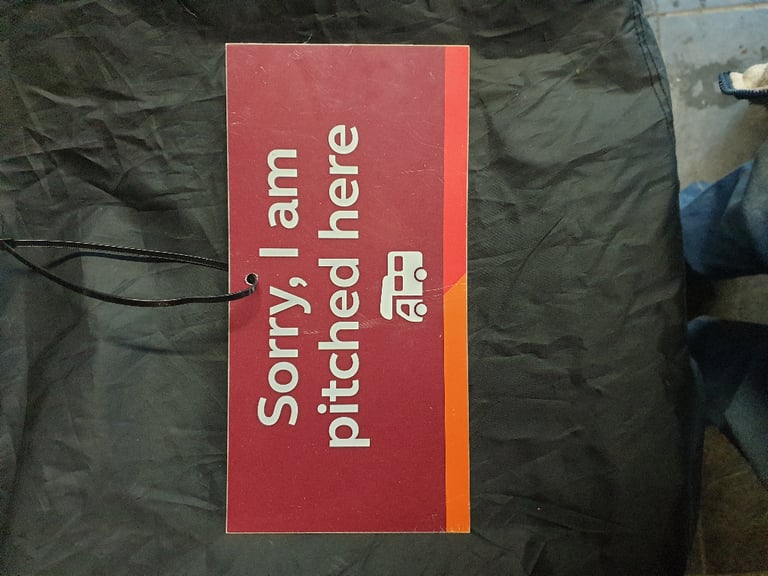 Sorry, I am
pitched here